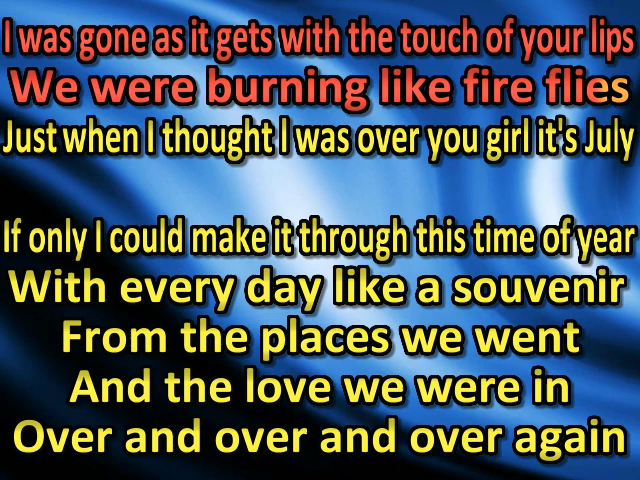 I was gone as it gets with the touch of your lips
We were burning like fire flies
Just when I thought I was over you girl it's July
If only I could make it through this time of year
With every day like a souvenir
From the places we went
And the love we were in
Over and over and over again